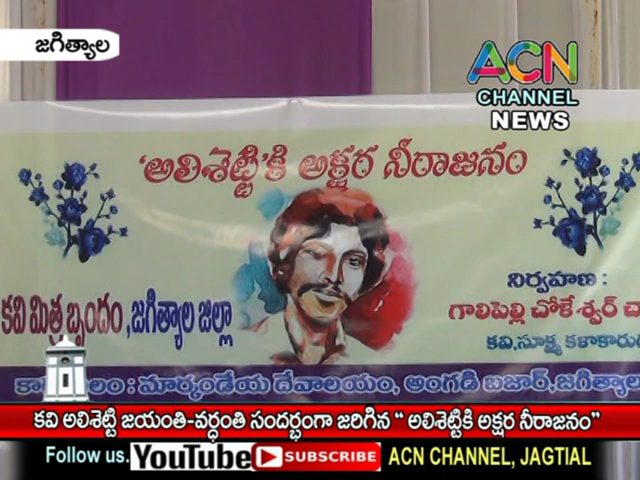 జగిత్యాల
ACN
CHANNEL
NEWS
‘అలిశెట్టి’కి అక్షర నీరాజనం
నిర్వహణ :
గాలిపెల్లి చోళేశ్వర్
కవి మిత్ర బృందం, జగిత్యాల జిల్లా
కవి, సూక్ష్మ
మార్కండేయ దేవాలయం, అంగడి బజార్, జగిత్యాల
కవి అలిశెట్టి జయంతి-వర్ధంతి సందర్భంగా జరిగిన “ అలిశెట్టికి అక్షర నీరాజనం”
Follow us. YouTube SUBSCRIBE ACN CHANNEL, JAGTIAL